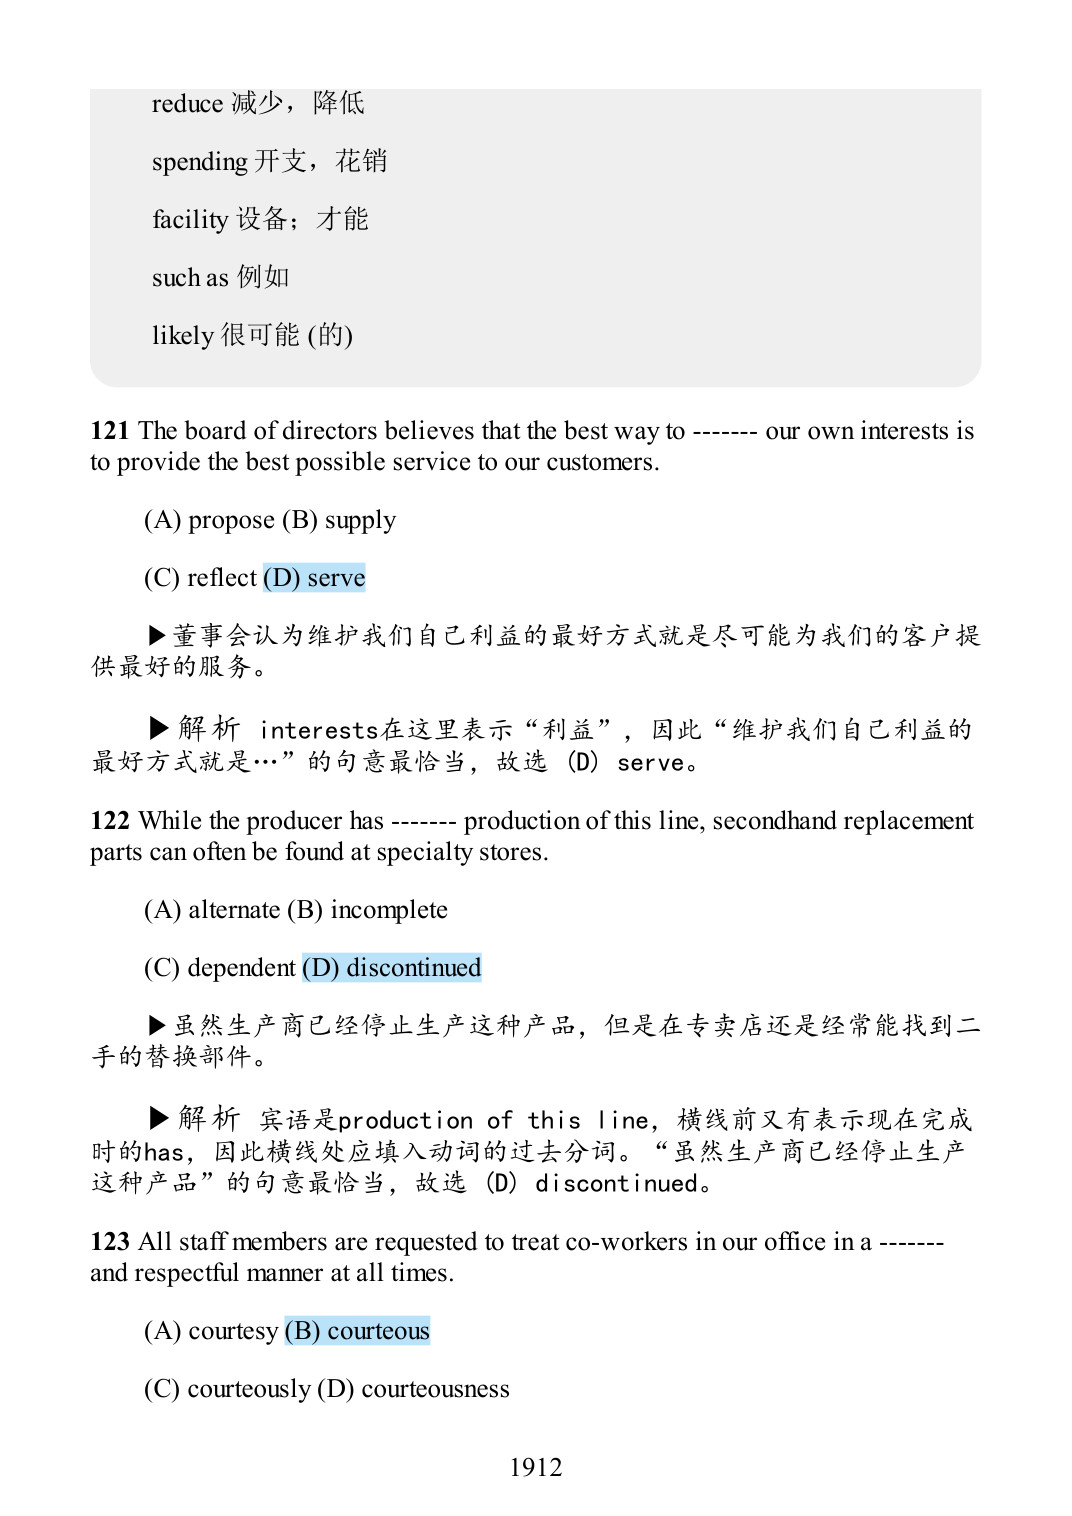 reduce 减少，降低
spending 开支，花销
facility 设备；才能
such as 例如
likely 很可能 (的)
121 The board of directors believes that the best way to ------- our own interests is
to provide the best possible service to our customers.
(A) propose (B) supply
(C) reflect (D) serve
▶董事会认为维护我们自己利益的最好方式就是尽可能为我们的客户提
供最好的服务。
▶解析 interests在这里表示“利益”，因此“维护我们自己利益的
最好方式就是…”的句意最恰当，故选 (D) serve。
122 While the producer has ------- production of this line, secondhand replacement
parts can often be found at specialty stores.
(A) alternate (B) incomplete
(C) dependent (D) discontinued
▶虽然生产商已经停止生产这种产品，但是在专卖店还是经常能找到二
手的替换部件。
▶解析 宾语是production of this line，横线前又有表示现在完成
时的has，因此横线处应填入动词的过去分词。“虽然生产商已经停止生产
这种产品”的句意最恰当，故选 (D) discontinued。
123 All staff members are requested to treat co-workers in our office in a -------
and respectful manner at all times.
(A) courtesy (B) courteous
(C) courteously (D) courteousness
1912